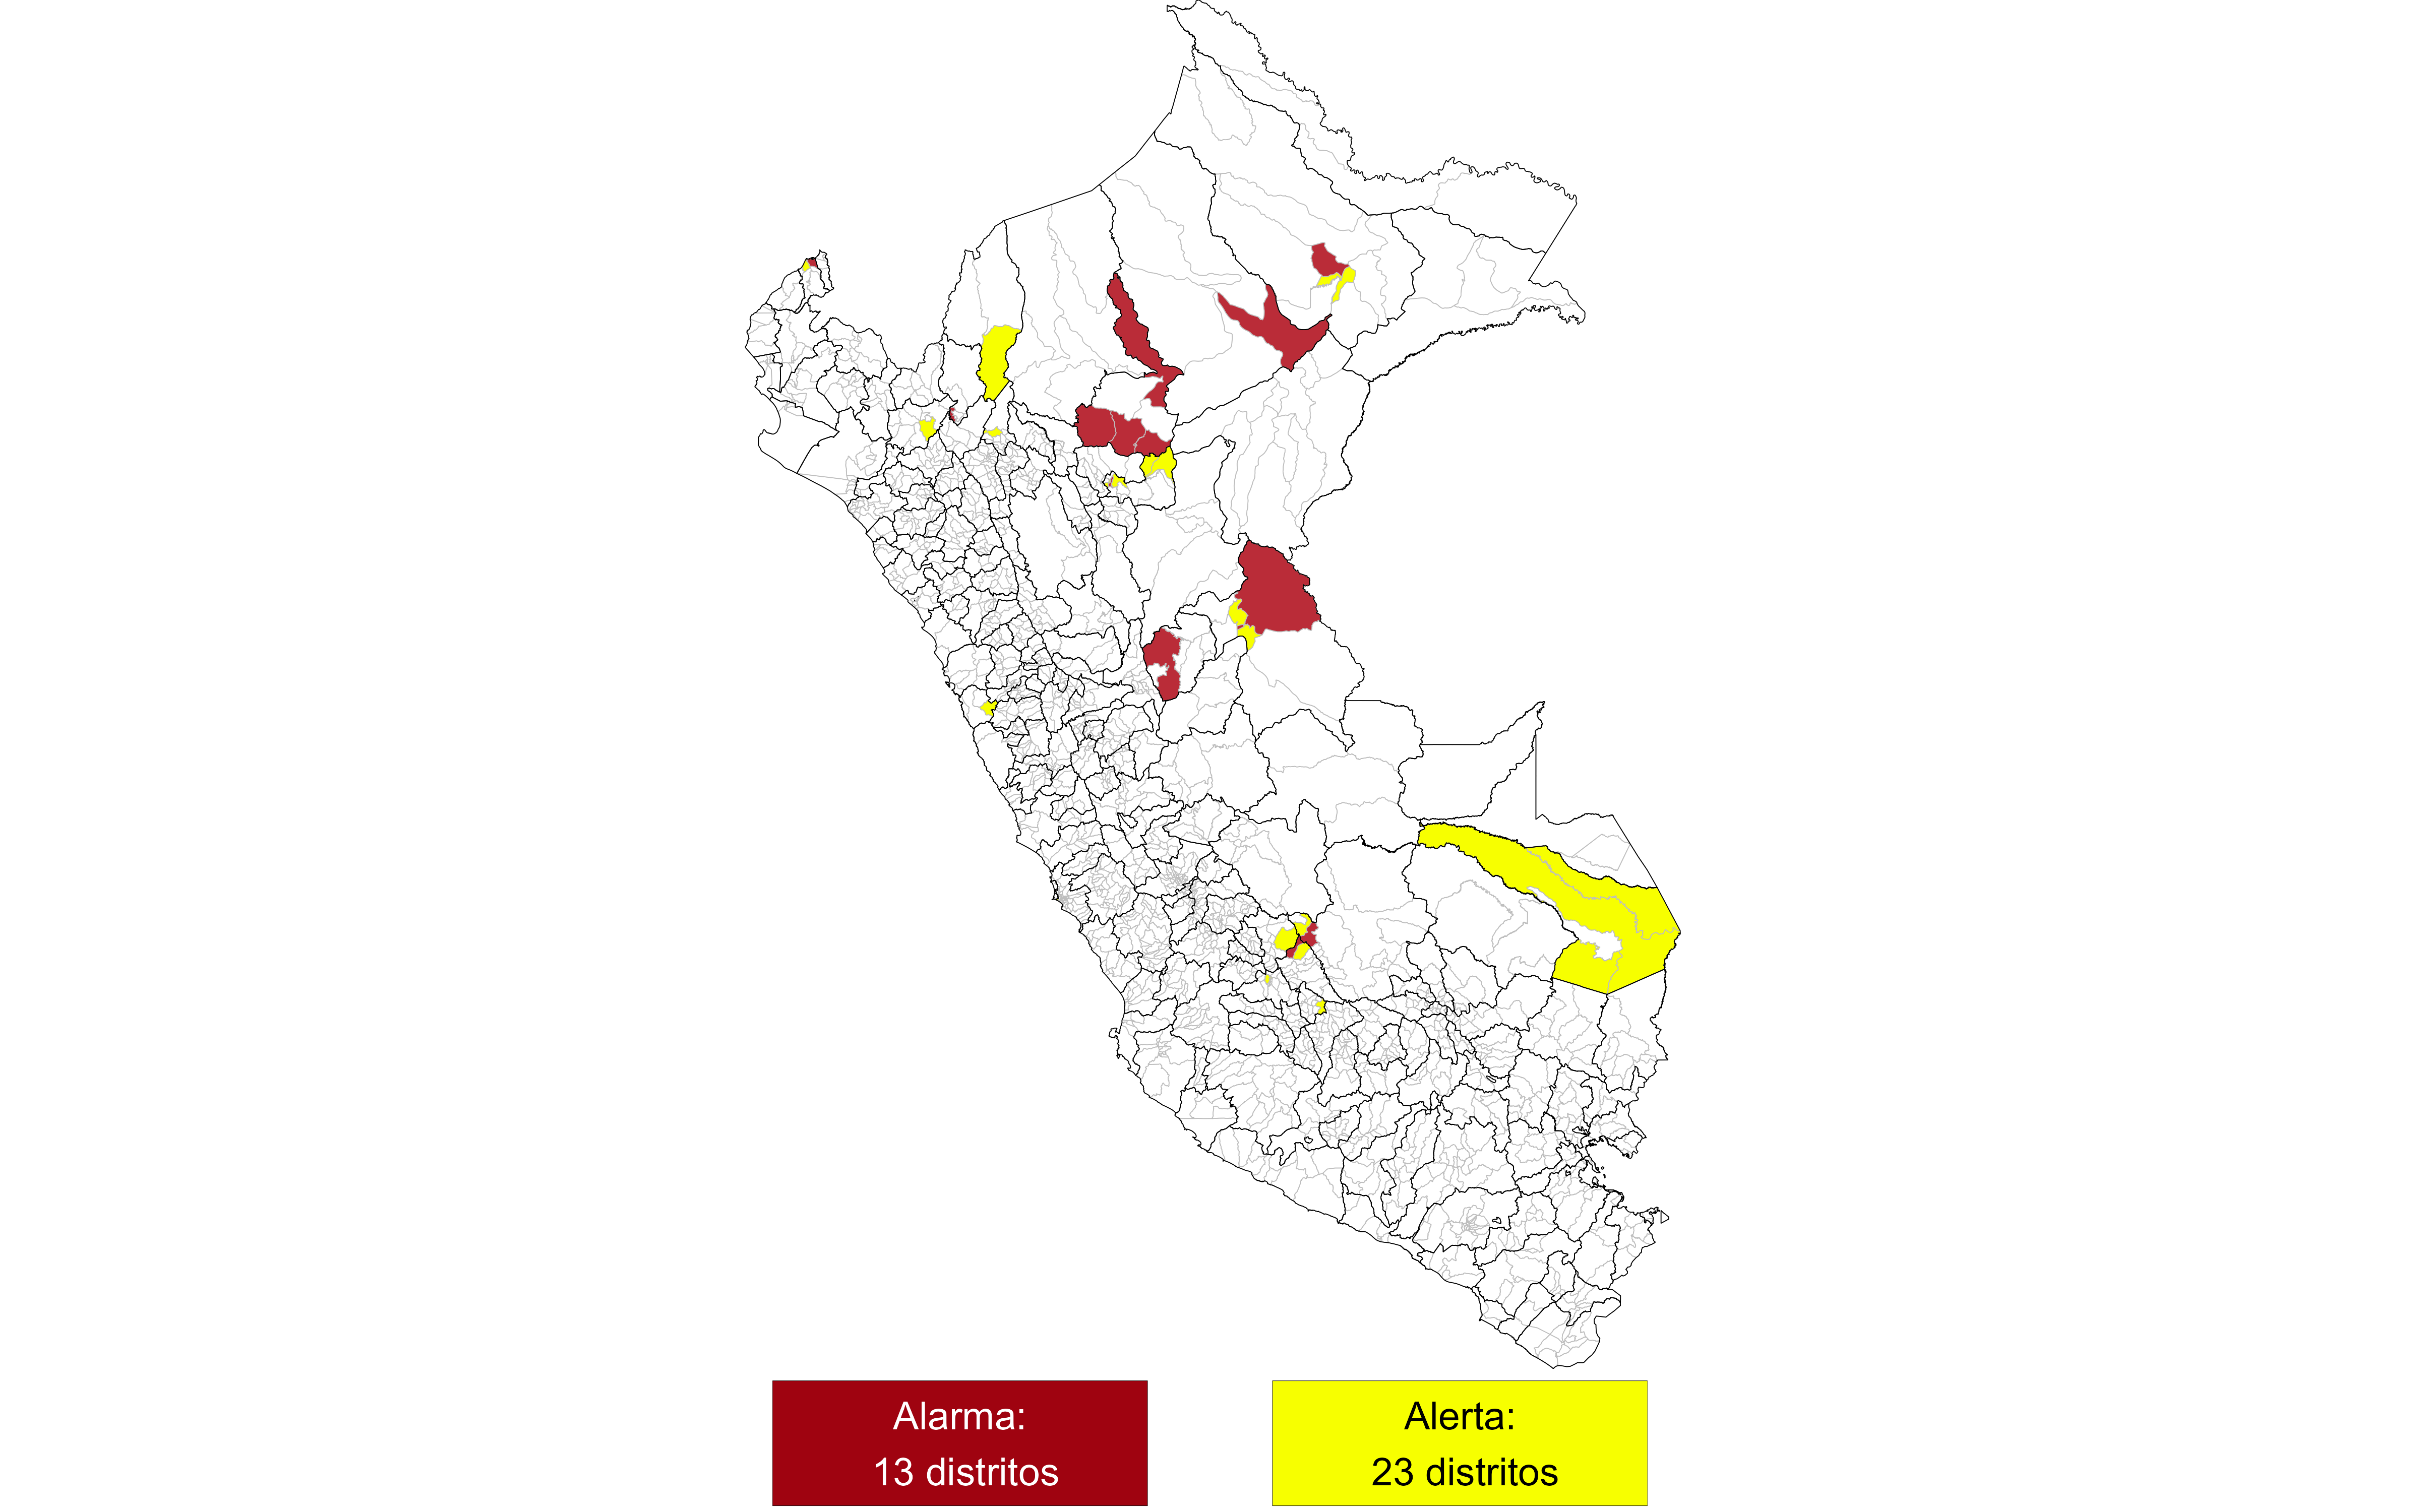 Alarma:
13 distritos
Alerta:
23 distritos